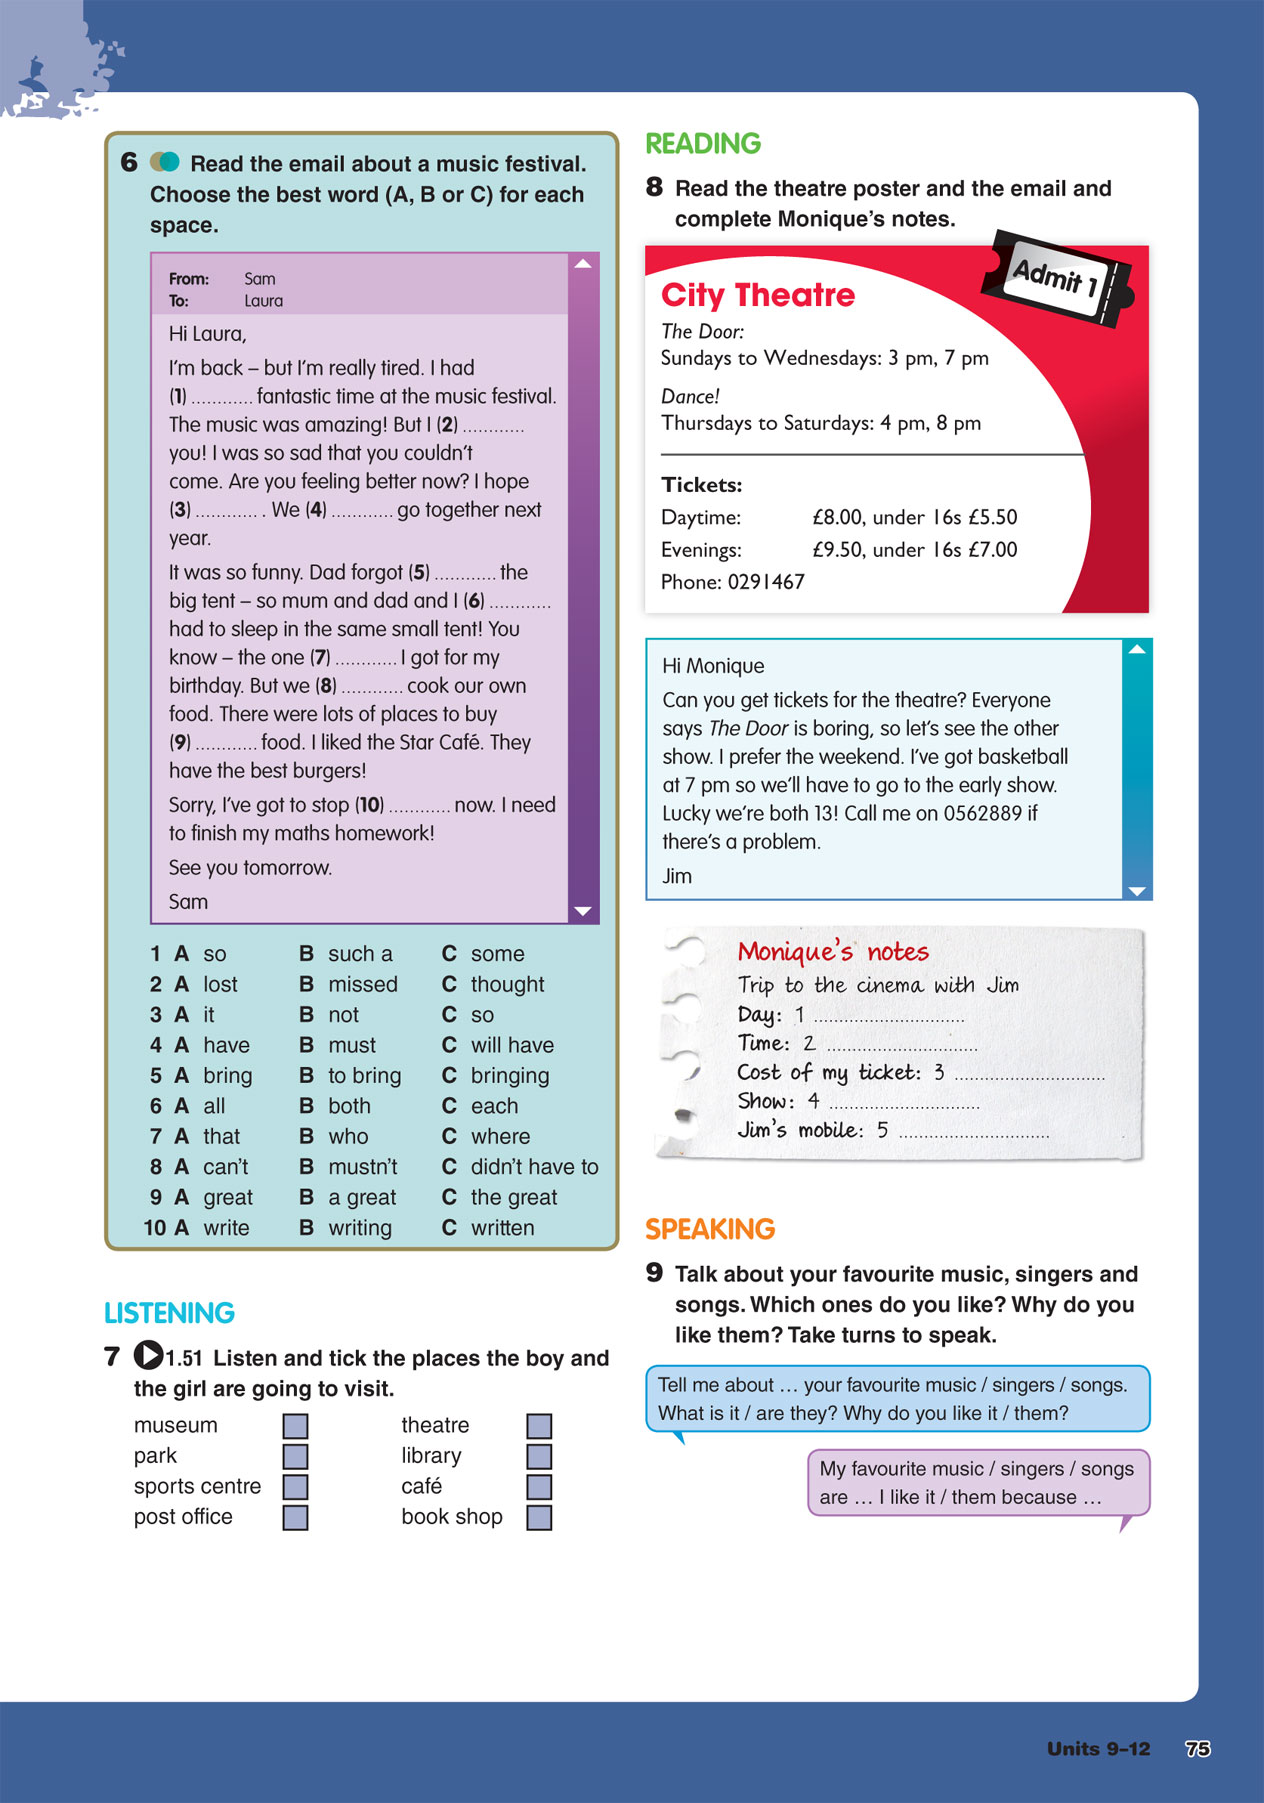 6 Read the email about a music festival.
Choose the best word (A, B or C) for each
space.
From: Sam
To: Laura
Hi Laura,
I'm back – but I'm really tired. I had
(1) ............ fantastic time at the music festival.
The music was amazing! But I (2) ............
you! I was so sad that you couldn't
come. Are you feeling better now? I hope
(3) ............ . We (4) ............ go together next
year.
It was so funny. Dad forgot (5) ............ the
big tent – so mum and dad and I (6) ............
had to sleep in the same small tent! You
know – the one (7) ............ I got for my
birthday. But we (8) ............ cook our own
food. There were lots of places to buy
(9) ............ food. I liked the Star Café. They
have the best burgers!
Sorry, I've got to stop (10) ............ now. I need
to finish my maths homework!
See you tomorrow.
Sam
1 A so B such a C some
2 A lost B missed C thought
3 A it B not C so
4 A have B must C will have
5 A bring B to bring C bringing
6 A all B both C each
7 A that B who C where
8 A can't B mustn't C didn't have to
9 A great B a great C the great
10 A write B writing C written
LISTENING
7 1.51 Listen and tick the places the boy and
the girl are going to visit.
museum theatre
park library
sports centre café
post office book shop
READING
8 Read the theatre poster and the email and
complete Monique's notes.
Admit 1
City Theatre
The Door:
Sundays to Wednesdays: 3 pm, 7 pm
Dance!
Thursdays to Saturdays: 4 pm, 8 pm
Tickets:
Daytime: £8.00, under 16s £5.50
Evenings: £9.50, under 16s £7.00
Phone: 0291467
Hi Monique
Can you get tickets for the theatre? Everyone
says The Door is boring, so let's see the other
show. I prefer the weekend. I've got basketball
at 7 pm so we'll have to go to the early show.
Lucky we're both 13! Call me on 0562889 if
there's a problem.
Jim
Monique's notes
Trip to the cinema with Jim
Day: 1 ..............................
Time: 2 ..............................
Cost of my ticket: 3 ..............................
Show: 4 ..............................
Jim's mobile: 5 ..............................
SPEAKING
9 Talk about your favourite music, singers and
songs. Which ones do you like? Why do you
like them? Take turns to speak.
Tell me about … your favourite music / singers / songs.
What is it / are they? Why do you like it / them?
My favourite music / singers / songs
are … I like it / them because …
Units 9–12 75